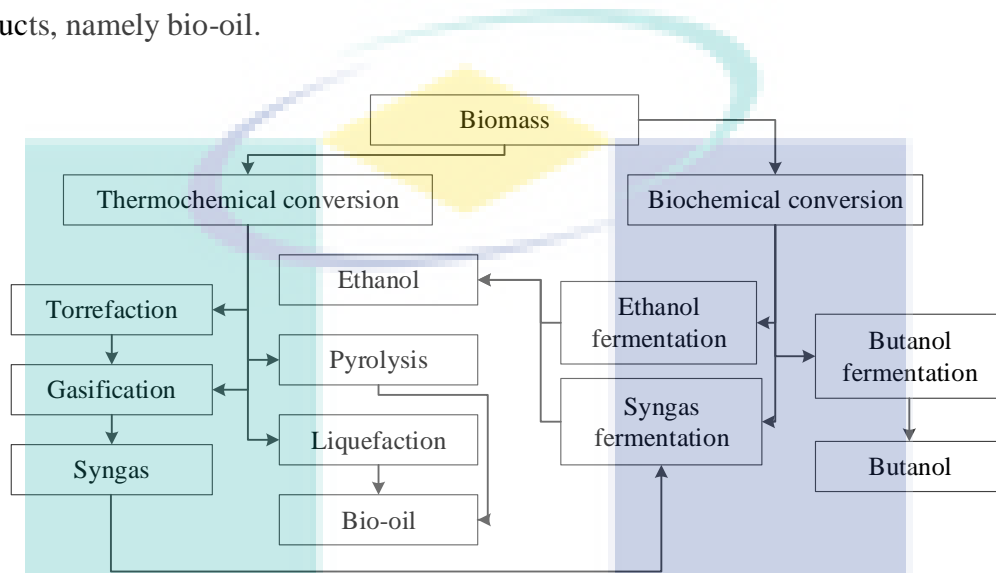 ucts, namely bio-oil.
Biomass
Thermochemical conversion
Biochemical conversion
Ethanol
Torrefaction
Ethanol
fermentation
Pyrolysis
Butanol
fermentation
Gasification
Syngas
fermentation
Liquefaction
Syngas
Butanol
Bio-oil